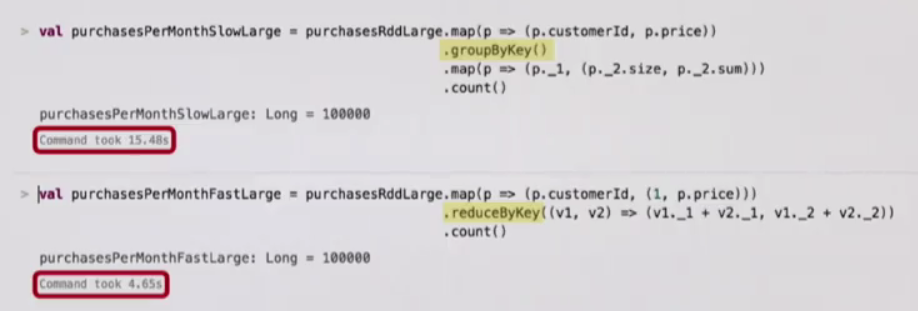 > val purchasesPerMonthSlowLarge = purchasesRddLarge.map(p => (p.customerId, p.price))
.groupByKey()
.map(p => (p._1, (p._2.size, p._2.sum)))
.count()
purchasesPerMonthSlowLarge: Long = 100000
Command took 15.48s
> val purchasesPerMonthFastLarge = purchasesRddLarge.map(p => (p.customerId, (1, p.price)))
.reduceByKey((v1, v2) => (v1._1 + v2._1, v1._2 + v2._2))
.count()
purchasesPerMonthFastLarge: Long = 100000
Command took 4.65s